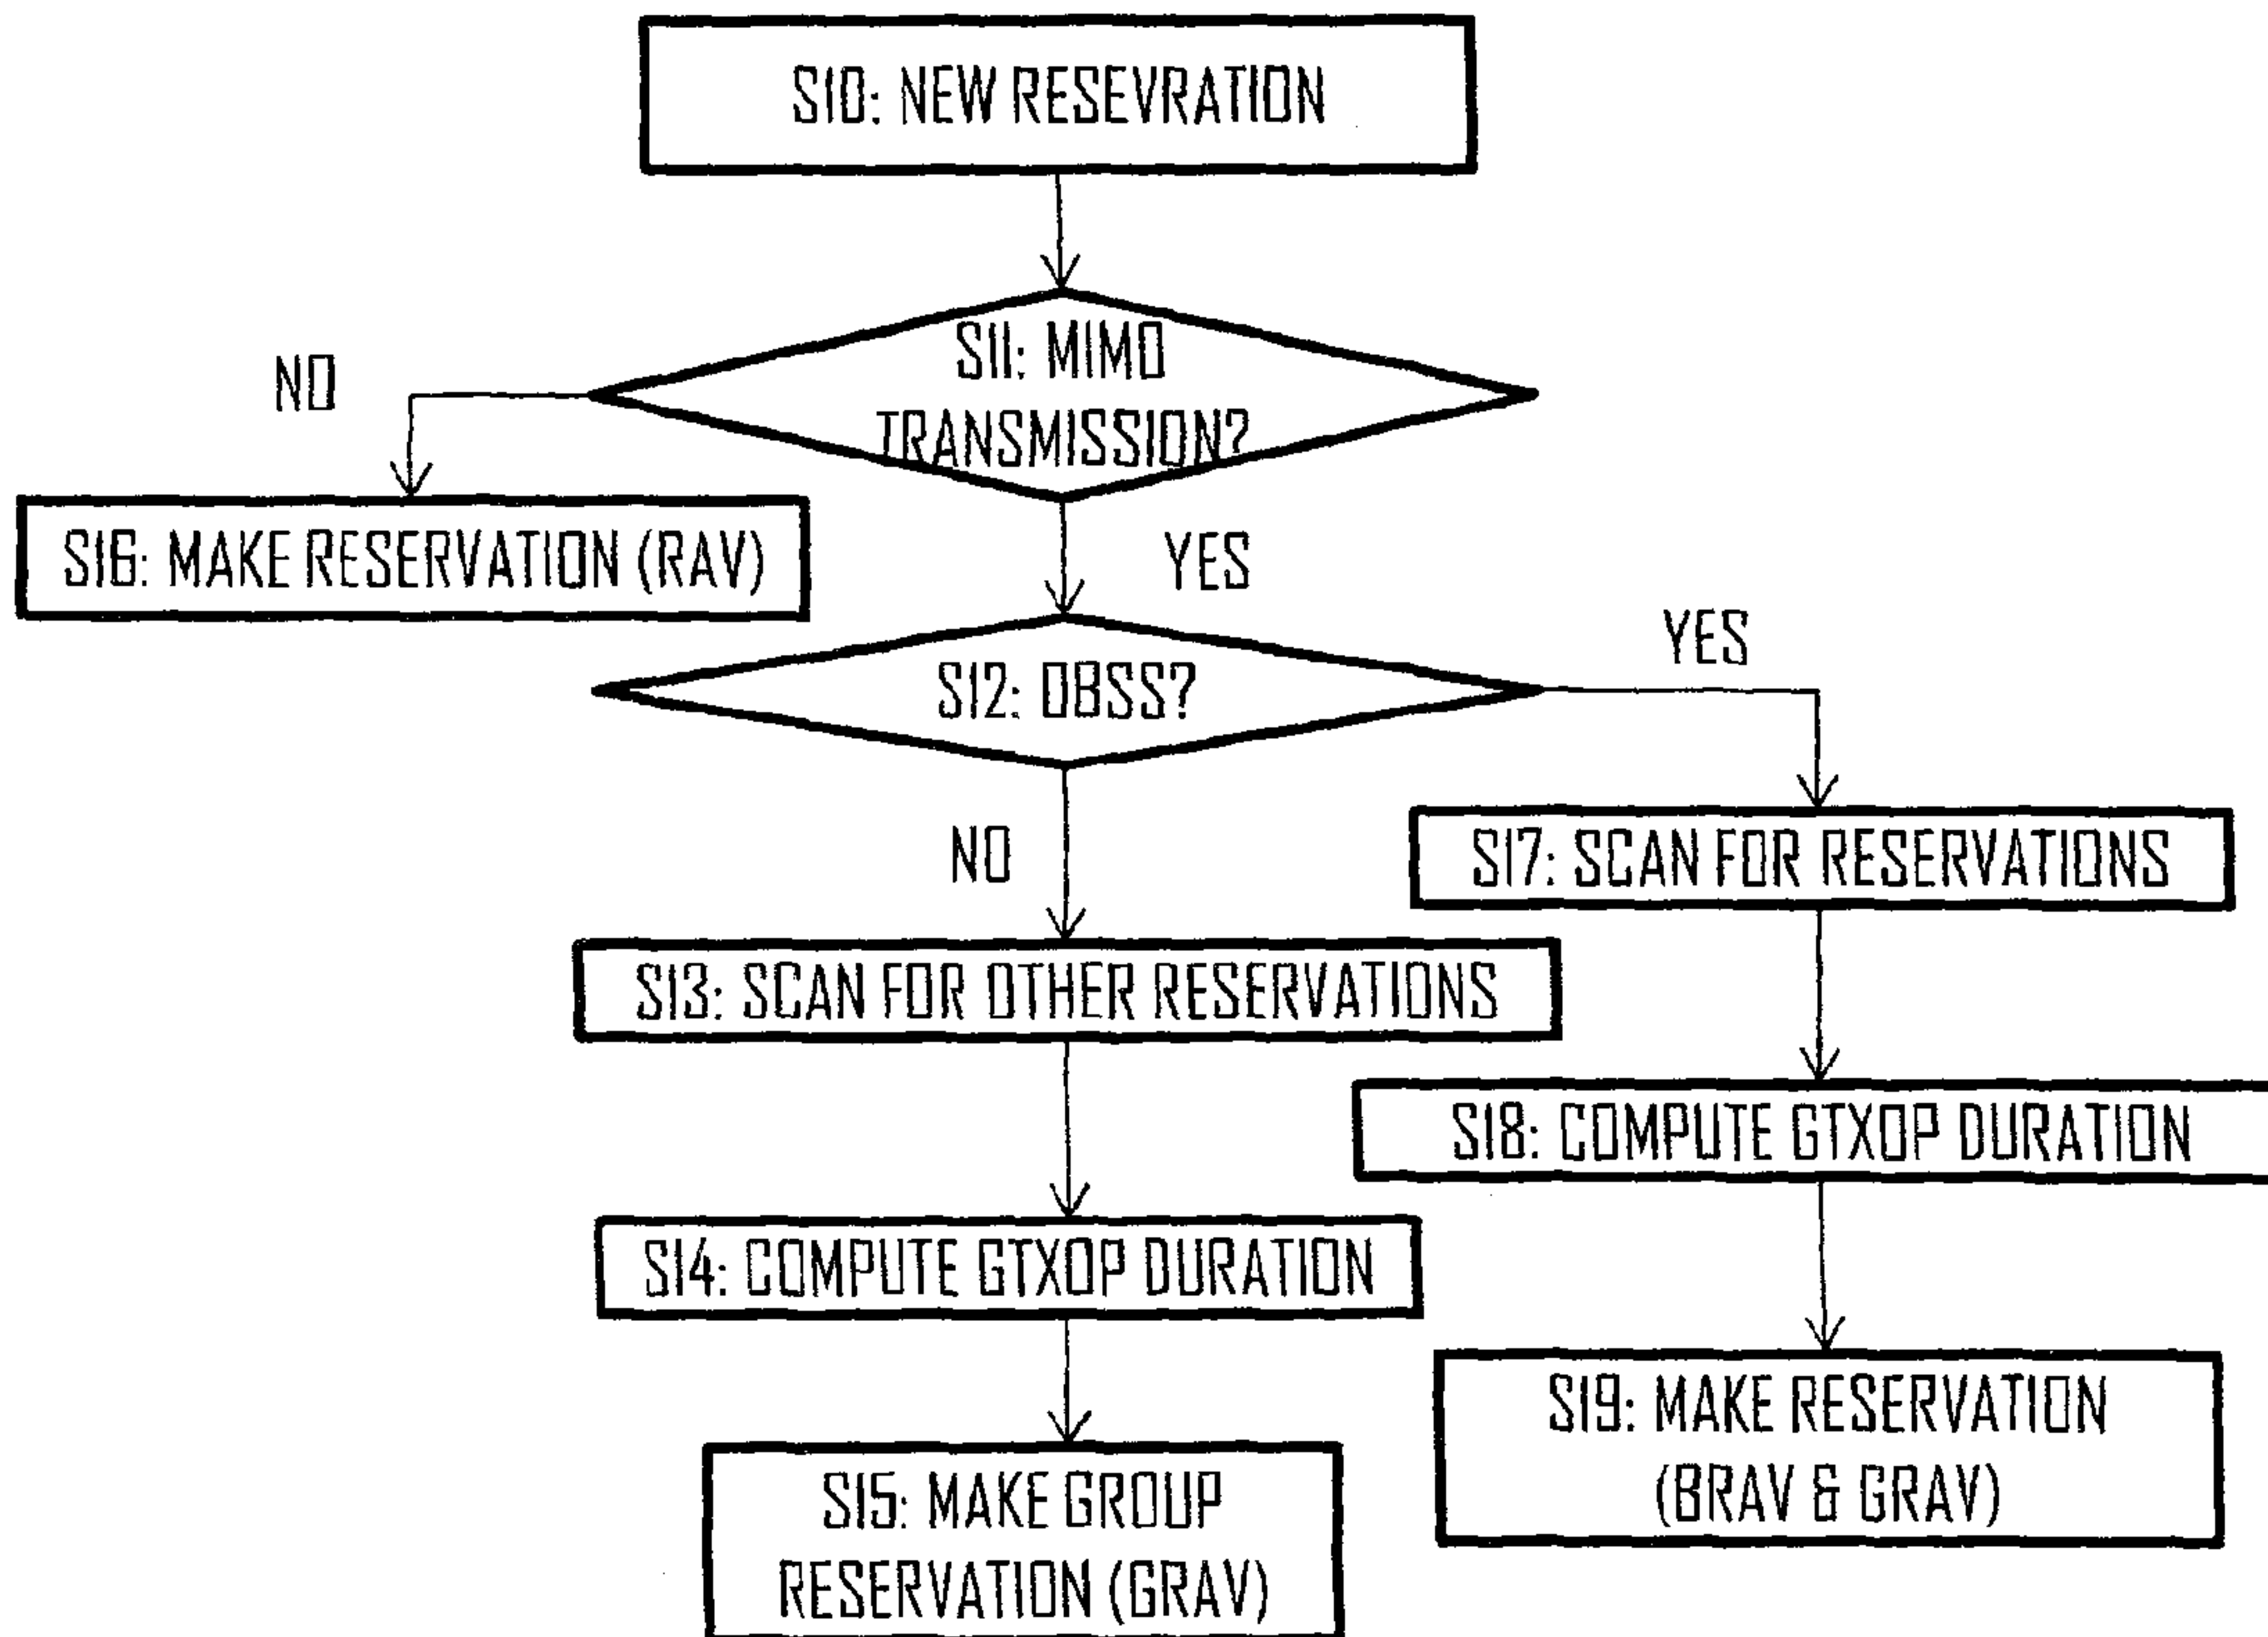 S10: NEW RESEVRATION
S11: MIMO
TRANSMISSION?
NO
S16: MAKE RESERVATION (RAV)
YES
S12: OBSS?
YES
NO
S17: SCAN FOR RESERVATIONS
S13: SCAN FOR OTHER RESERVATIONS
S18: COMPUTE GTXOP DURATION
S14: COMPUTE GTXOP DURATION
S19: MAKE RESERVATION
(BRAV & GRAV)
S15: MAKE GROUP
RESERVATION (GRAV)